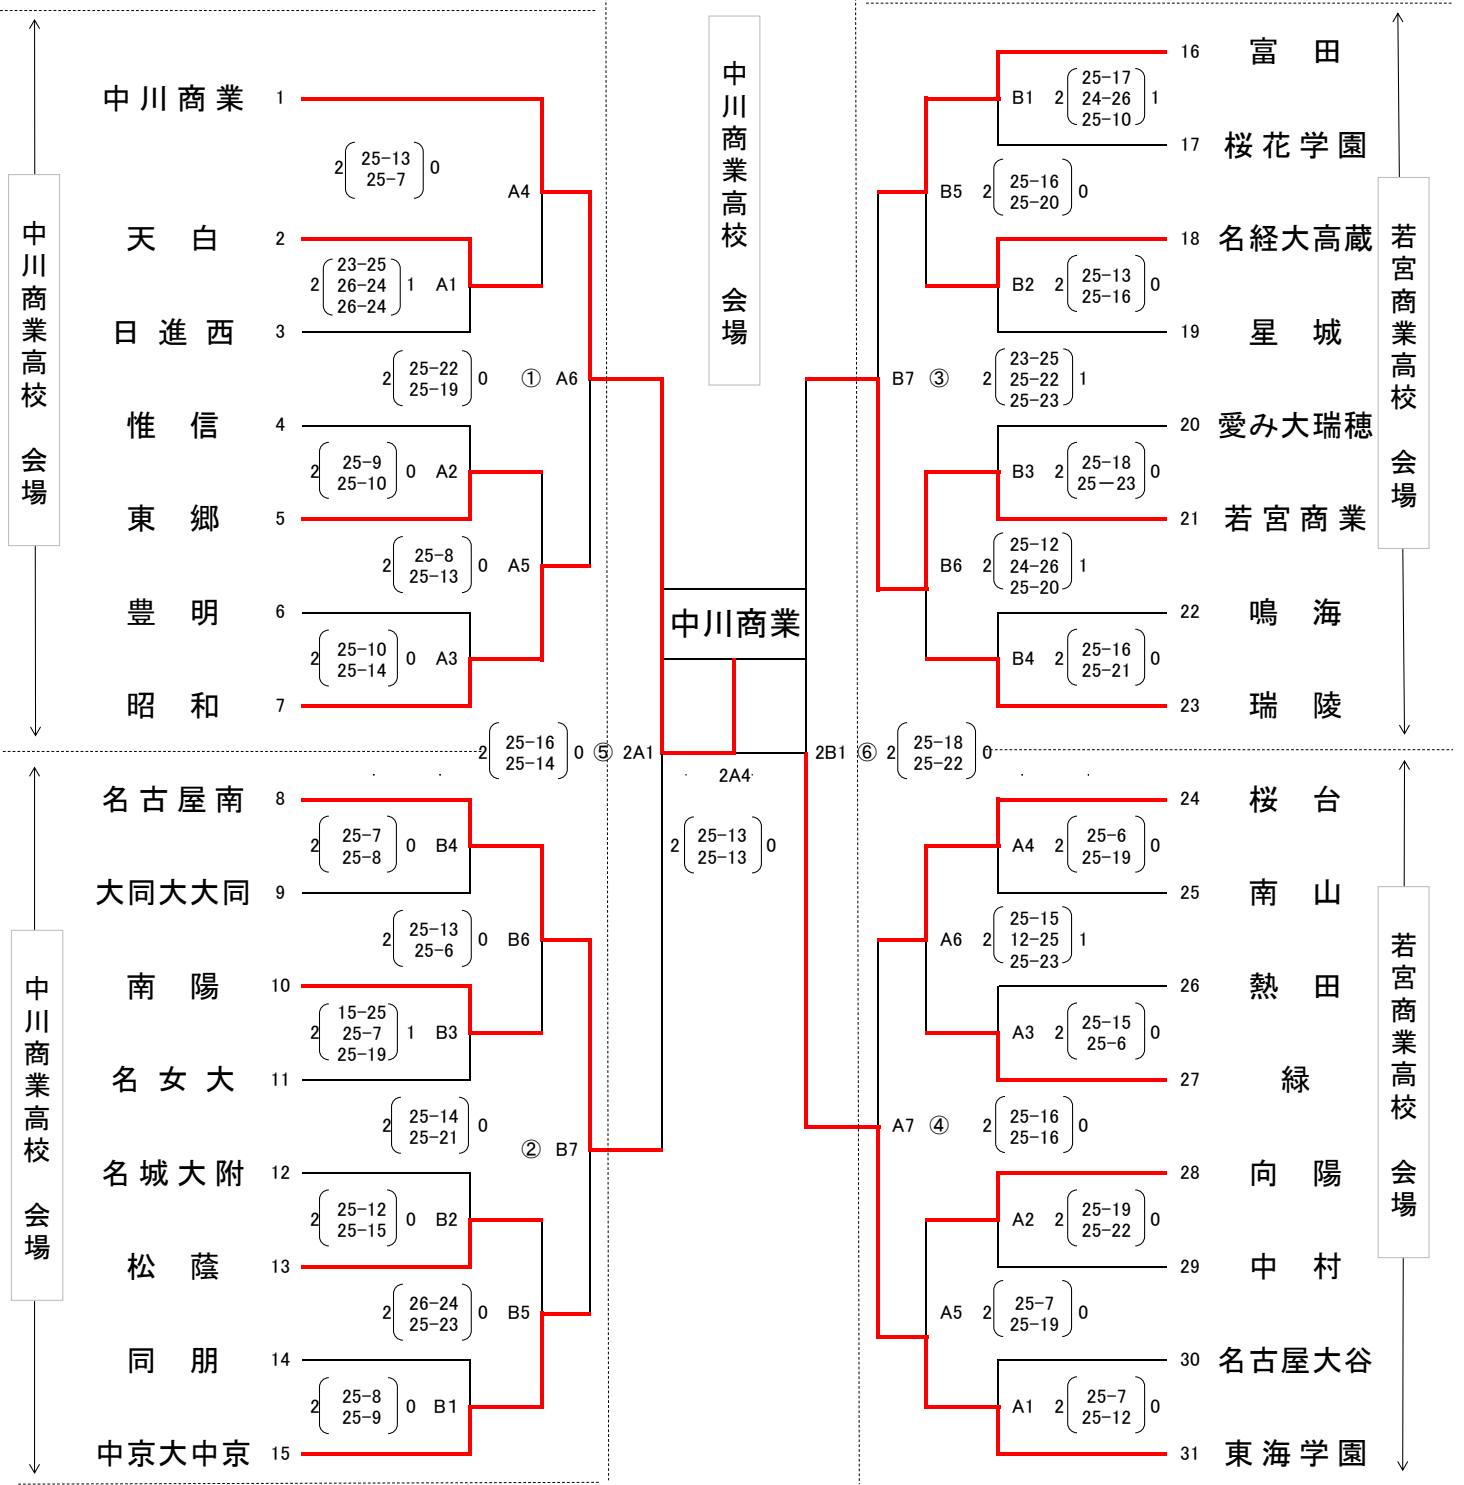 中川商業 1
2 25-13 0
25-7
A4
天白 2
2 23-25 1 A1
26-24
26-24
日進西 3
2 25-22 0 ① A6
25-19
惟信 4
2 25-9 0 A2
25-10
東郷 5
2 25-8 0 A5
25-13
豊明 6
2 25-10 0 A3
25-14
昭和 7
中川商業高校 会場
2 25-16 0 ⑤ 2A1
25-14
名古屋南 8
2 25-7 0 B4
25-8
大同大大同 9
2 25-13 0 B6
25-6
南陽 10
2 15-25 1 B3
25-7
25-19
名女大 11
2 25-14 0 ② B7
25-21
名城大附 12
2 25-12 0 B2
25-15
松蔭 13
2 26-24 0 B5
25-23
同朋 14
2 25-8 0 B1
25-9
中京大中京 15
中川商業高校 会場
中川商業高校 会場
中川商業
2A4
2 25-13 0
25-13
16 富田
B1 2 25-17 1
24-26
25-10
17 桜花学園
B5 2 25-16 0
25-20
18 名経大高蔵
B2 2 25-13 0
25-16
19 星城
B7 ③ 2 23-25 1
25-22
25-23
20 愛み大瑞穂
B3 2 25-18 0
25-23
21 若宮商業
B6 2 25-12 1
24-26
25-20
22 鳴海
B4 2 25-16 0
25-21
23 瑞陵
若宮商業高校 会場
2B1 ⑥ 2 25-18 0
25-22
24 桜台
A4 2 25-6 0
25-19
25 南山
A6 2 25-15 1
12-25
25-23
26 熱田
A3 2 25-15 0
25-6
27 緑
A7 ④ 2 25-16 0
25-16
28 向陽
A2 2 25-19 0
25-22
29 中村
A5 2 25-7 0
25-19
30 名古屋大谷
A1 2 25-7 0
25-12
31 東海学園
若宮商業高校 会場